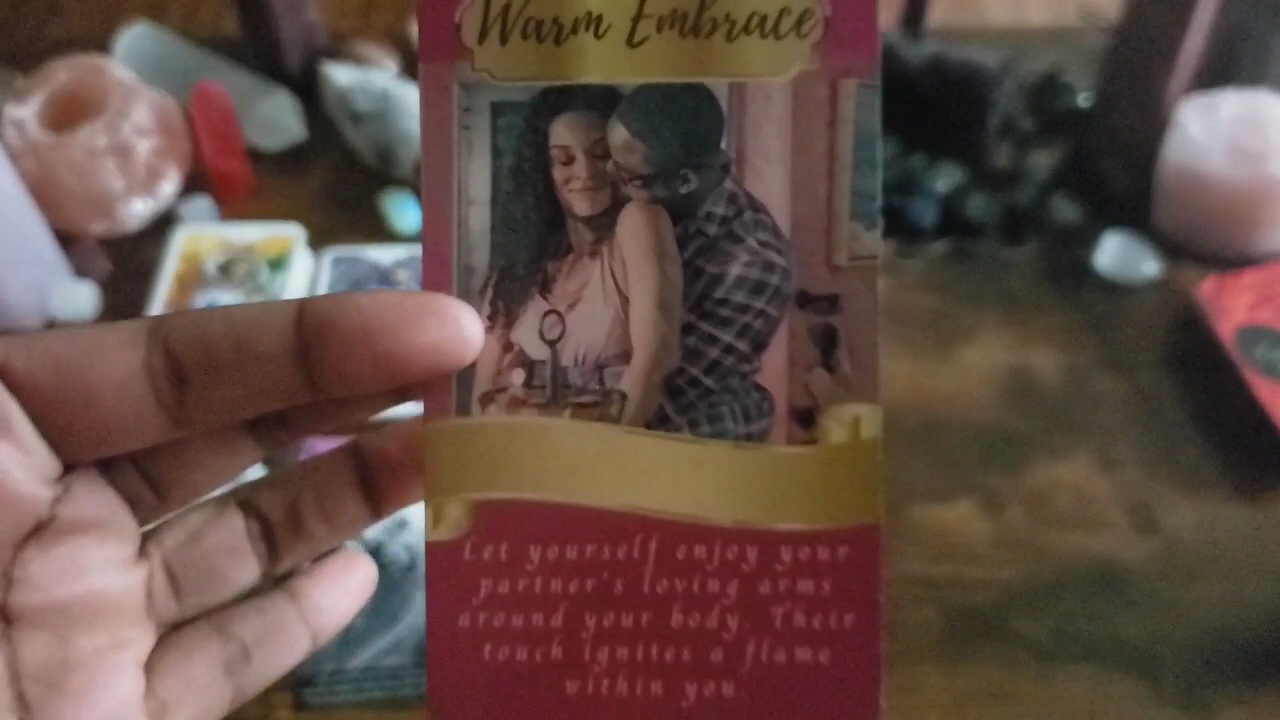 Warm Embrace
Let yourself enjoy your
partner's loving arms
around your body. Their
touch ignites a flame
within you